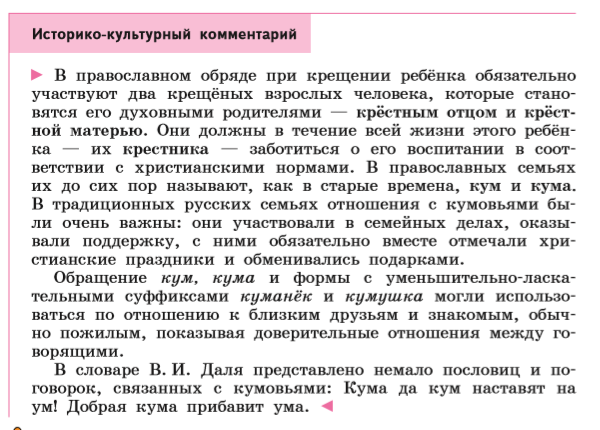 Историко-культурный комментарий
► В православном обряде при крещении ребёнка обязательно
участвуют два крещёных взрослых человека, которые стано-
вятся его духовными родителями — крёстным отцом и крёст-
ной матерью. Они должны в течение всей жизни этого ребён-
ка — их крестника — заботиться о его воспитании в соот-
ветствии с христианскими нормами. В православных семьях
их до сих пор называют, как в старые времена, кум и кума.
В традиционных русских семьях отношения с кумовьями бы-
ли очень важны: они участвовали в семейных делах, оказы-
вали поддержку, с ними обязательно вместе отмечали хри-
стианские праздники и обменивались подарками.
Обращение кум, кума и формы с уменьшительно-ласка-
тельными суффиксами куманёк и кумушка могли использо-
ваться по отношению к близким друзьям и знакомым, обыч-
но пожилым, показывая доверительные отношения между го-
ворящими.
В словаре В. И. Даля представлено немало пословиц и по-
говорок, связанных с кумовьями: Кума да кум наставят на
ум! Добрая кума прибавит ума. ◄